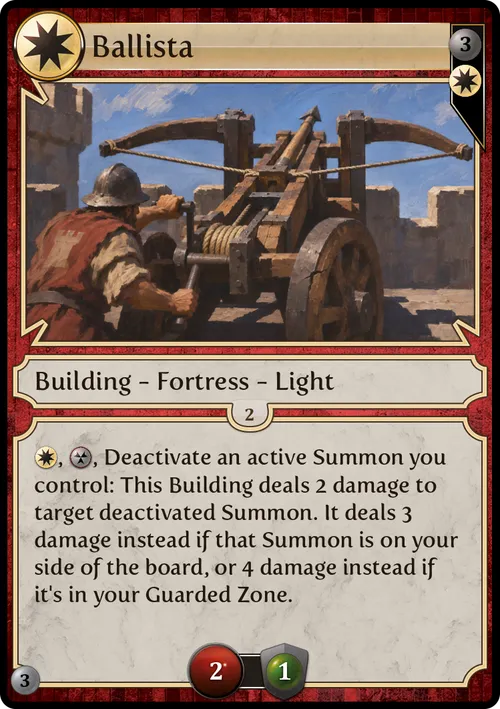 Ballista
3
Building – Fortress – Light
2
, , Deactivate an active Summon you
control: This Building deals 2 damage to
target deactivated Summon. It deals 3
damage instead if that Summon is on your
side of the board, or 4 damage instead if
it's in your Guarded Zone.
3
2*
1